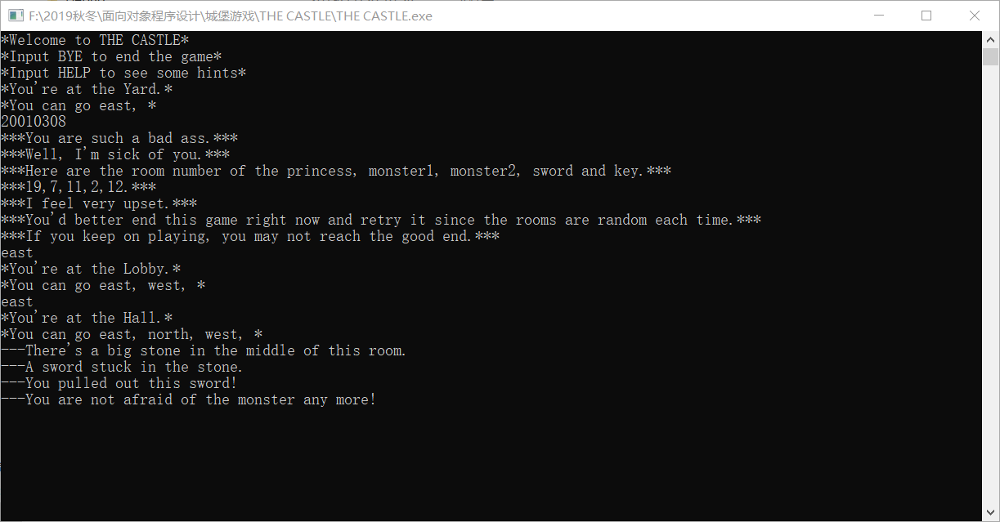 F:\2019秋冬\面向对象程序设计\城堡游戏\THE CASTLE\THE CASTLE.exe
*Welcome to THE CASTLE*
*Input BYE to end the game*
*Input HELP to see some hints*
*You're at the Yard.*
*You can go east, *
20010308
***You are such a bad ass.***
***Well, I'm sick of you.***
***Here are the room number of the princess, monster1, monster2, sword and key.***
***19,7,11,2,12.***
***I feel very upset.***
***You'd better end this game right now and retry it since the rooms are random each time.***
***If you keep on playing, you may not reach the good end.***
east
*You're at the Lobby.*
*You can go east, west, *
east
*You're at the Hall.*
*You can go east, north, west, *
---There's a big stone in the middle of this room.
---A sword stuck in the stone.
---You pulled out this sword!
---You are not afraid of the monster any more!